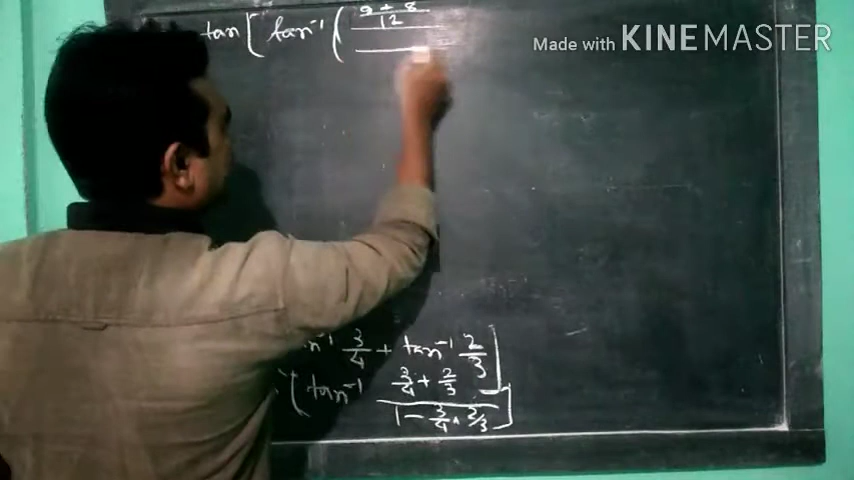 Made with KINEMASTER
tan [ tan⁻¹ ( (9 + 8)/12
tan⁻¹ 3/4 + tan⁻¹ 2/3 ]
( tan⁻¹ (3/4 + 2/3)/(1 - 3/4 × 2/3) ]